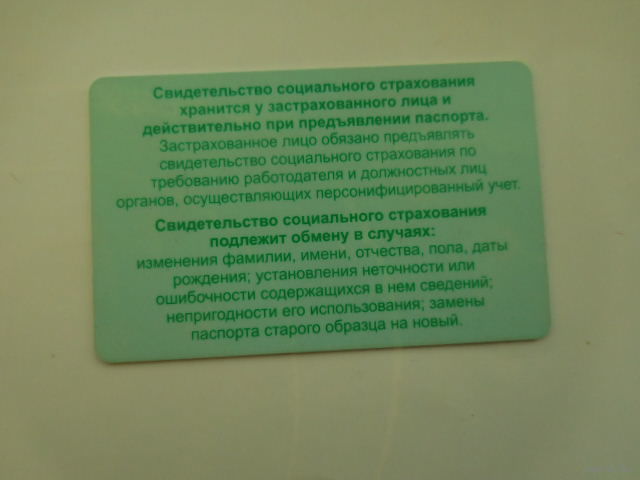 Свидетельство социального страхования
хранится у застрахованного лица и
действительно при предъявлении паспорта.
Застрахованное лицо обязано предъявлять
свидетельство социального страхования по
требованию работодателя и должностных лиц
органов, осуществляющих персонифицированный учет.
Свидетельство социального страхования
подлежит обмену в случаях:
изменения фамилии, имени, отчества, пола, даты
рождения; установления неточности или
ошибочности содержащихся в нем сведений;
непригодности его использования; замены
паспорта старого образца на новый.